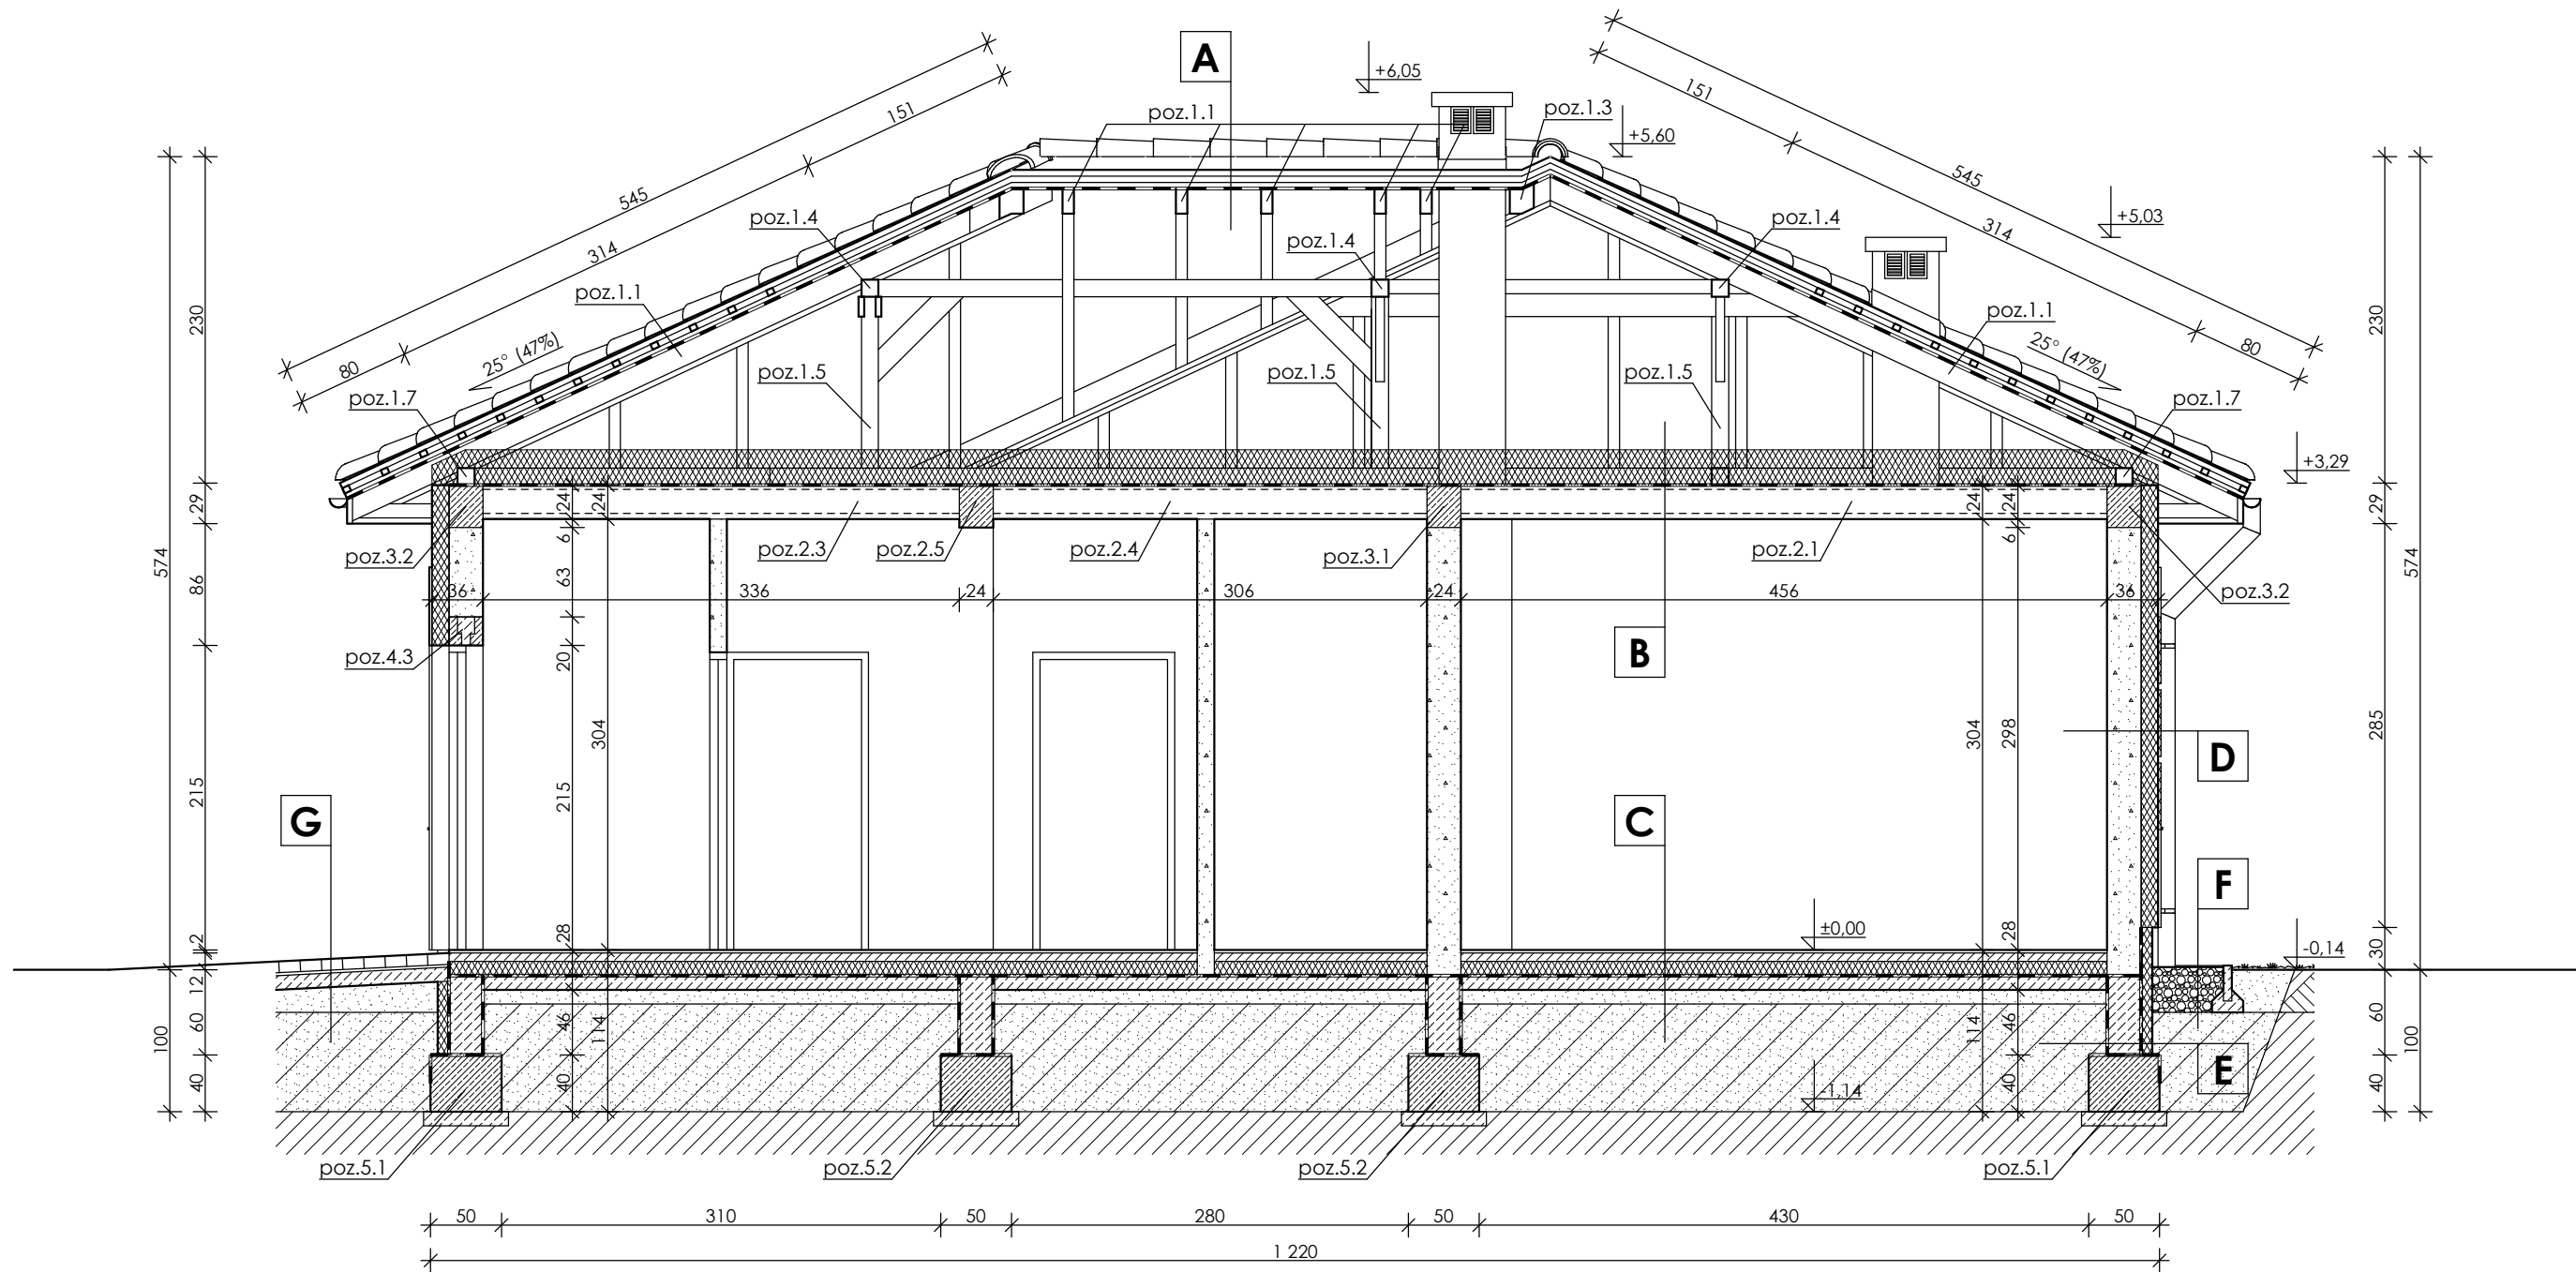 A
+6,05
poz.1.1
poz.1.3
+5,60
151
151
545
545
314
314
+5,03
poz.1.4
poz.1.4
poz.1.4
poz.1.1
poz.1.1
230
230
80
80
25° (47%)
25° (47%)
poz.1.7
poz.1.5
poz.1.5
poz.1.5
poz.1.7
+3,29
29
24
24
24
24
29
6
6
poz.3.2
poz.2.3
poz.2.5
poz.2.4
poz.3.1
poz.2.1
574
574
86
63
36
336
24
306
24
456
36
poz.3.2
poz.4.3
20
B
215
215
304
304
298
285
D
G
C
F
2
28
±0,00
28
30
-0,14
12
60
46
114
114
46
60
100
100
40
40
-1,14
40
E
40
poz.5.1
poz.5.2
poz.5.2
poz.5.1
50
310
50
280
50
430
50
1 220